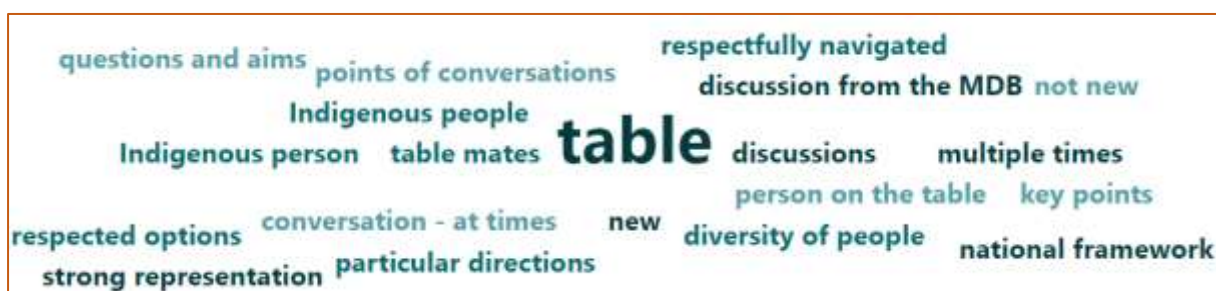 respectfully navigated
questions and aims
points of conversations
discussion from the MDB not new
Indigenous people
table
Indigenous person table mates discussions multiple times
person on the table key points
conversation - at times new
respected options diversity of people
national framework
strong representation particular directions